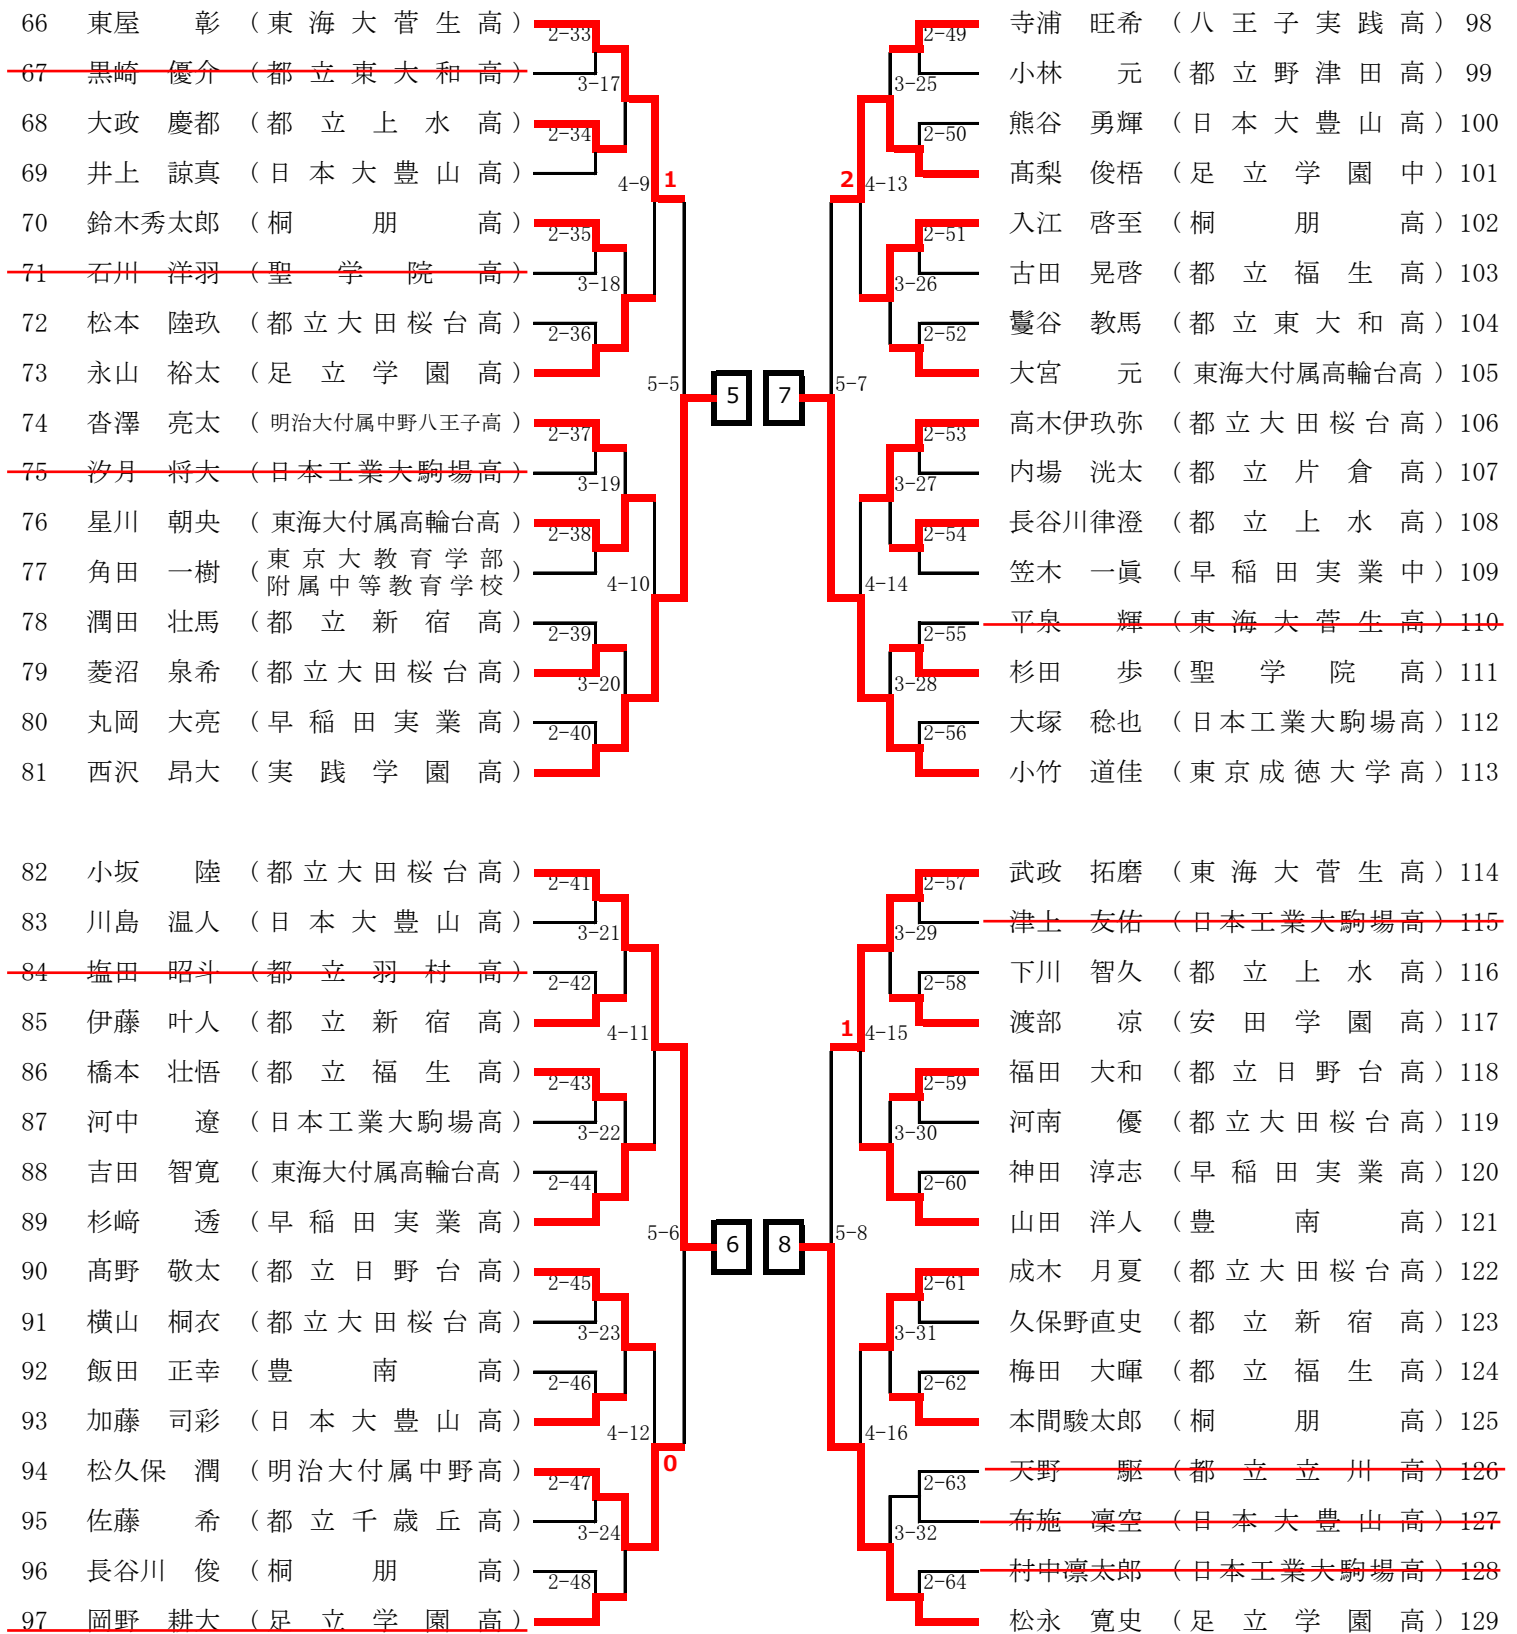 66 東屋 彰 （東海大菅生高）
67 黒崎 優介 （都立東大和高）
68 大政 慶都 （都立上水高）
69 井上 諒真 （日本大豊山高）
70 鈴木秀太郎 （桐朋高）
71 石川 洋羽 （聖学院高）
72 松本 陸玖 （都立大田桜台高）
73 永山 裕太 （足立学園高）
74 沓澤 亮太 （明治大付属中野八王子高）
75 汐月 将大 （日本工業大駒場高）
76 星川 朝央 （東海大付属高輪台高）
77 角田 一樹 （東京大教育学部
附属中等教育学校
78 潤田 壮馬 （都立新宿高）
79 菱沼 泉希 （都立大田桜台高）
80 丸岡 大亮 （早稲田実業高）
81 西沢 昂大 （実践学園高）
2-33
3-17
2-34
4-9 1
2-35
3-18
2-36
5-5
2-37
3-19
2-38
4-10
2-39
3-20
2-40
5 7
寺浦 旺希 （八王子実践高） 98
小林 元 （都立野津田高） 99
熊谷 勇輝 （日本大豊山高） 100
髙梨 俊悟 （足立学園中） 101
入江 啓至 （桐朋高） 102
古田 晃啓 （都立福生高） 103
鬘谷 教馬 （都立東大和高） 104
大宮 元 （東海大付属高輪台高） 105
高木伊玖弥 （都立大田桜台高） 106
内場 洸太 （都立片倉高） 107
長谷川律澄 （都立上水高） 108
笠木 一眞 （早稲田実業中） 109
平泉 輝 （東海大菅生高） 110
杉田 歩 （聖学院高） 111
大塚 稔也 （日本工業大駒場高） 112
小竹 道佳 （東京成徳大学高） 113
2-49
3-25
2-50
2 4-13
2-51
3-26
2-52
5-7
2-53
3-27
2-54
4-14
2-55
3-28
2-56
82 小坂 陸 （都立大田桜台高）
83 川島 温人 （日本大豊山高）
84 塩田 昭斗 （都立羽村高）
85 伊藤 叶人 （都立新宿高）
86 橋本 壮悟 （都立福生高）
87 河中 遼 （日本工業大駒場高）
88 吉田 智寛 （東海大付属高輪台高）
89 杉﨑 透 （早稲田実業高）
90 髙野 敬太 （都立日野台高）
91 横山 桐衣 （都立大田桜台高）
92 飯田 正幸 （豊南高）
93 加藤 司彩 （日本大豊山高）
94 松久保 潤 （明治大付属中野高）
95 佐藤 希 （都立千歳丘高）
96 長谷川 俊 （桐朋高）
97 岡野 耕大 （足立学園高）
2-41
3-21
2-42
4-11
2-43
3-22
2-44
5-6
2-45
3-23
2-46
4-12
0
2-47
3-24
2-48
6 8
武政 拓磨 （東海大菅生高） 114
津上 友佑 （日本工業大駒場高） 115
下川 智久 （都立上水高） 116
渡部 凉 （安田学園高） 117
福田 大和 （都立日野台高） 118
河南 優 （都立大田桜台高） 119
神田 淳志 （早稲田実業高） 120
山田 洋人 （豊南高） 121
成木 月夏 （都立大田桜台高） 122
久保野直史 （都立新宿高） 123
梅田 大暉 （都立福生高） 124
本間駿太郎 （桐朋高） 125
天野 駆 （都立立川高） 126
布施 凜空 （日本大豊山高） 127
村中凛太郎 （日本工業大駒場高） 128
松永 寛史 （足立学園高） 129
2-57
3-29
2-58
1 4-15
2-59
3-30
2-60
5-8
2-61
3-31
2-62
4-16
2-63
3-32
2-64